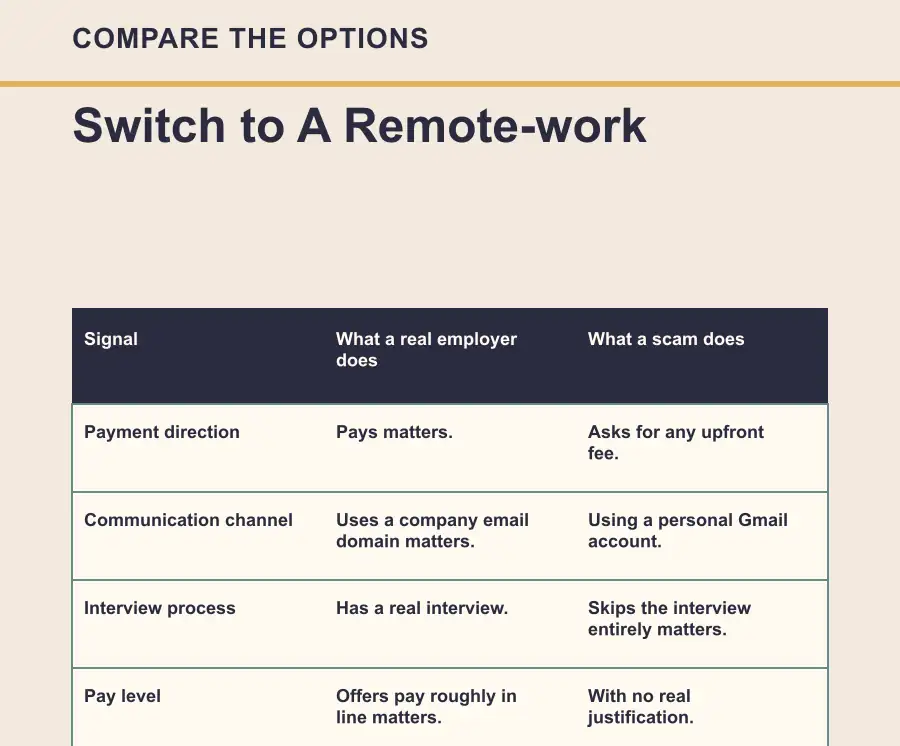 COMPARE THE OPTIONS
Switch to A Remote-work
Signal
What a real employer
does
What a scam does
Payment direction
Pays matters.
Asks for any upfront
fee.
Communication channel
Uses a company email
domain matters.
Using a personal Gmail
account.
Interview process
Has a real interview.
Skips the interview
entirely matters.
Pay level
Offers pay roughly in
line matters.
With no real
justification.